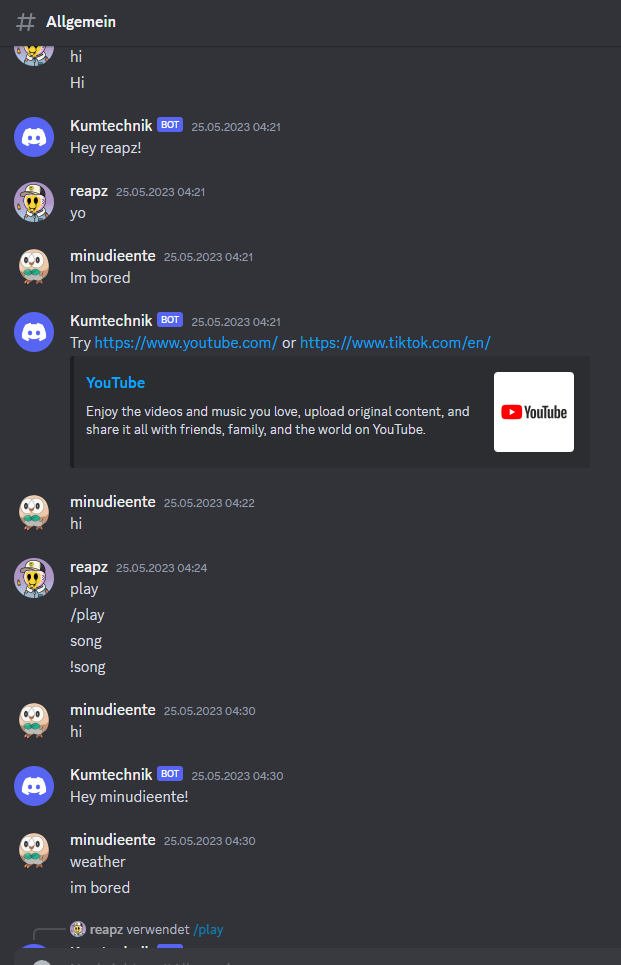 Allgemein
hi
Hi
Kumtechnik BOT 25.05.2023 04:21
Hey reapz!
reapz 25.05.2023 04:21
yo
minudieente 25.05.2023 04:21
Im bored
Kumtechnik BOT 25.05.2023 04:21
Try https://www.youtube.com/ or https://www.tiktok.com/en/
YouTube
Enjoy the videos and music you love, upload original content, and
share it all with friends, family, and the world on YouTube.
YouTube
minudieente 25.05.2023 04:22
hi
reapz 25.05.2023 04:24
play
/play
song
!song
minudieente 25.05.2023 04:30
hi
Kumtechnik BOT 25.05.2023 04:30
Hey minudieente!
minudieente 25.05.2023 04:30
weather
im bored
reapz verwendet /play